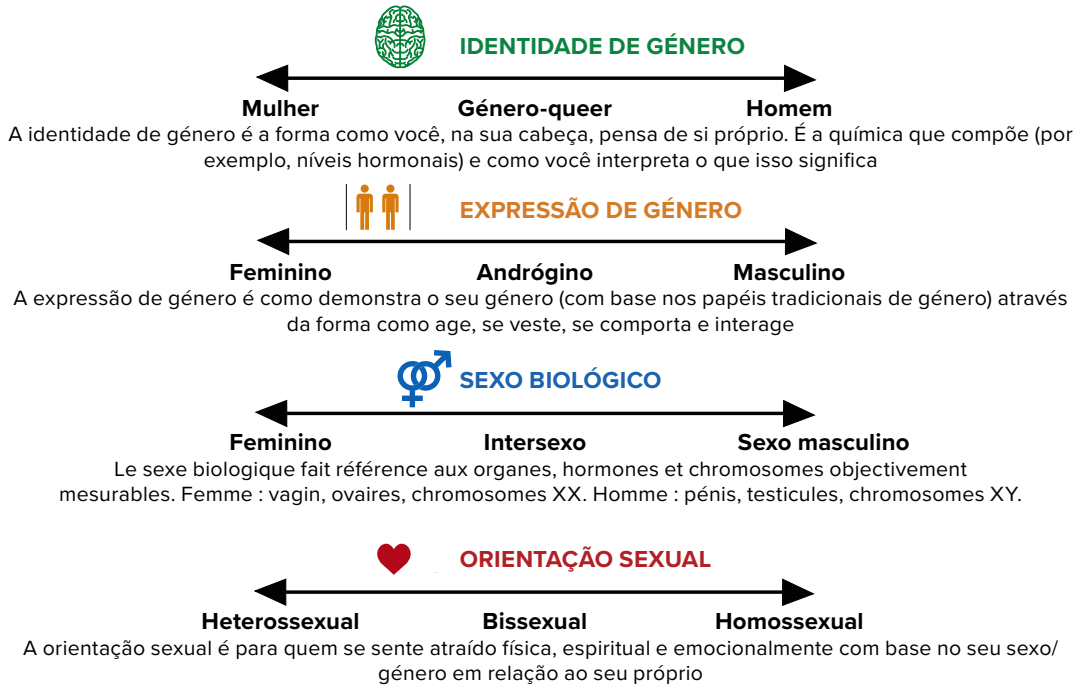 IDENTIDADE DE GÉNERO
Mulher Género-queer Homem
A identidade de género é a forma como você, na sua cabeça, pensa de si próprio. É a química que compõe (por
exemplo, níveis hormonais) e como você interpreta o que isso significa
EXPRESSÃO DE GÉNERO
Feminino Andrógino Masculino
A expressão de género é como demonstra o seu género (com base nos papéis tradicionais de género) através
da forma como age, se veste, se comporta e interage
SEXO BIOLÓGICO
Feminino Intersexo Sexo masculino
Le sexe biologique fait référence aux organes, hormones et chromosomes objectivement
mesurables. Femme : vagin, ovaires, chromosomes XX. Homme : pénis, testicules, chromosomes XY.
ORIENTAÇÃO SEXUAL
Heterossexual Bissexual Homossexual
A orientação sexual é para quem se sente atraído física, espiritual e emocionalmente com base no seu sexo/
género em relação ao seu próprio